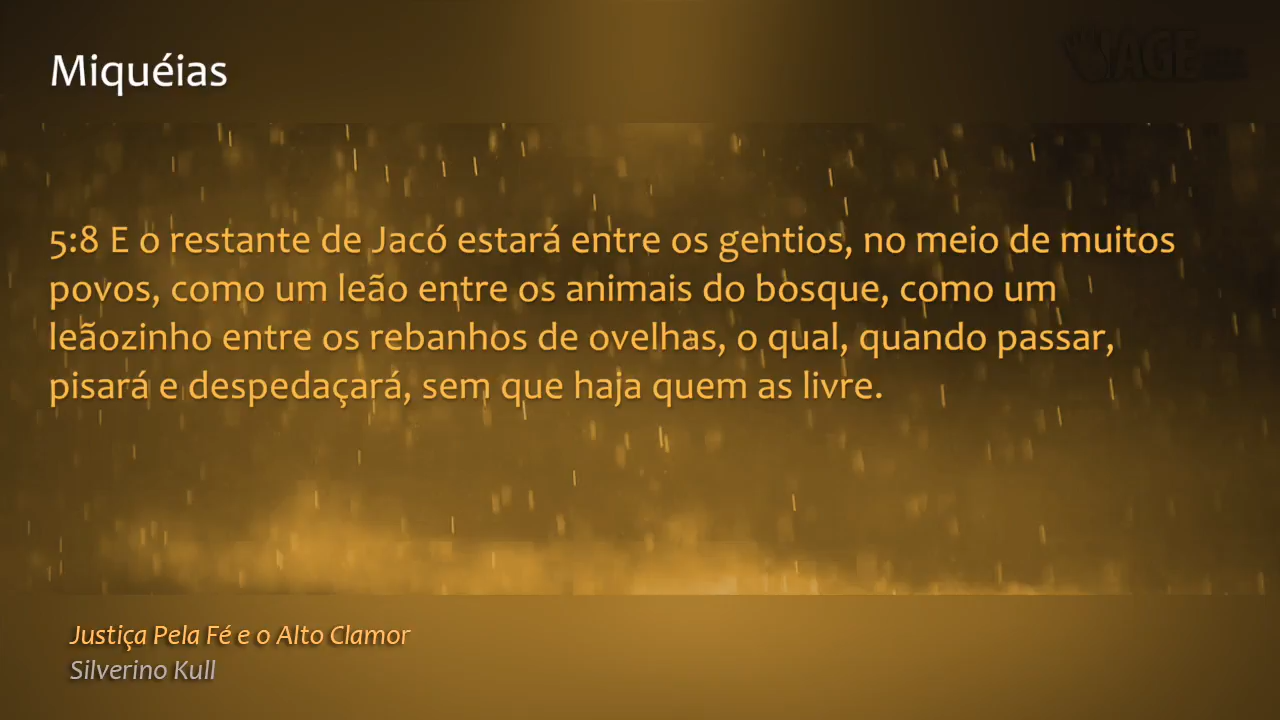 Miquéias
5:8 E o restante de Jacó estará entre os gentios, no meio de muitos
povos, como um leão entre os animais do bosque, como um
leãozinho entre os rebanhos de ovelhas, o qual, quando passar,
pisará e despedaçará, sem que haja quem as livre.
Justiça Pela Fé e o Alto Clamor
Silverino Kull